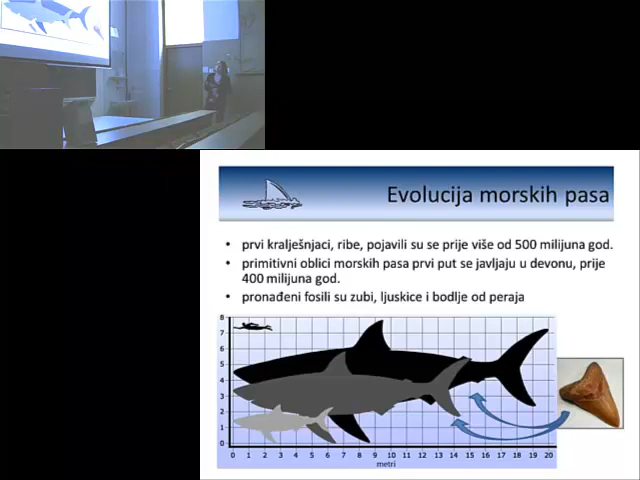 Evolucija morskih pasa
• prvi kralješnjaci, ribe, pojavili su se prije više od 500 milijuna god.
• primitivni oblici morskih pasa prvi put se javljaju u devonu, prije
400 milijuna god.
• pronađeni fosili su zubi, ljuskice i bodlje od peraja
8
7
6
5
4
3
2
1
0
0 1 2 3 4 5 6 7 8 9 10 11 12 13 14 15 16 17 18 19 20
metri